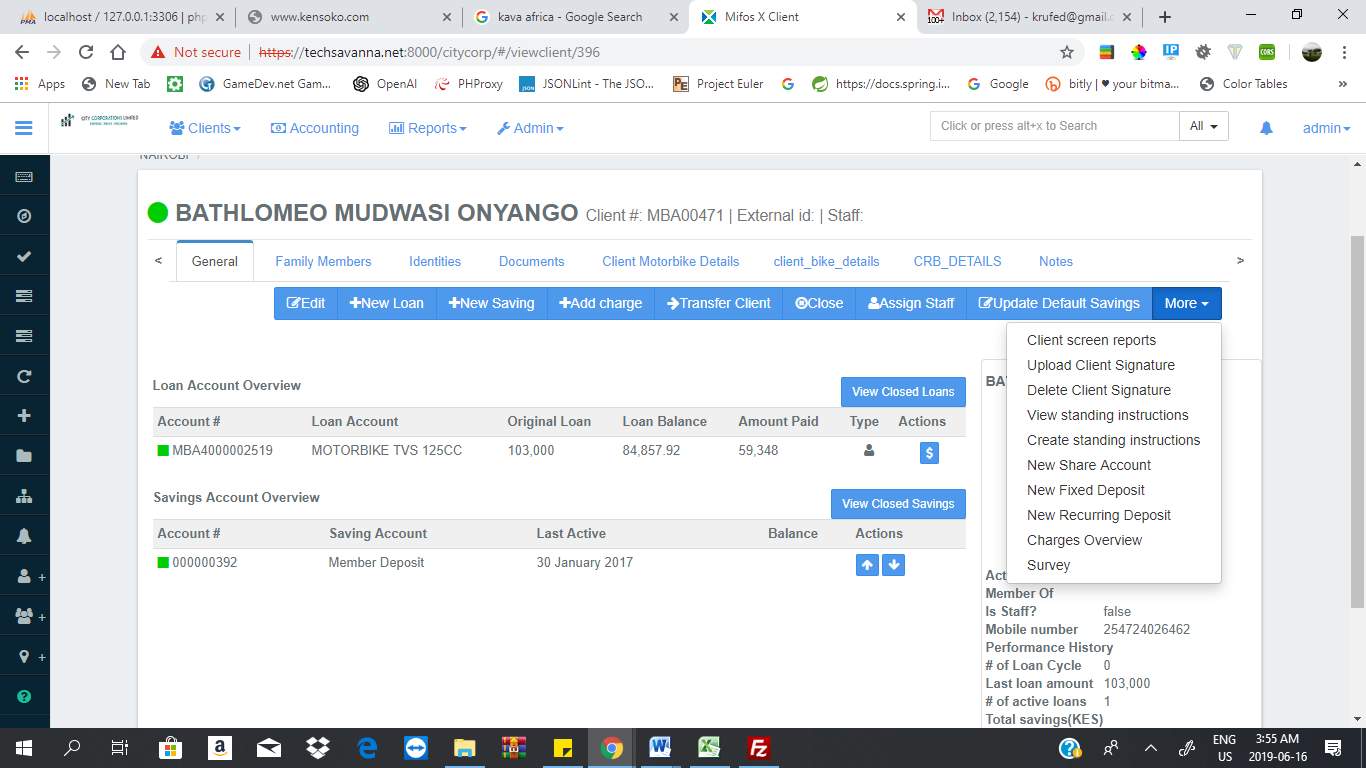 localhost / 127.0.0.1:3306 | php
www.kensoko.com
kava africa - Google Search
Mifos X Client
100+
Inbox (2,154) - krufed@gmail.c
Not secure | https://techsavanna.net:8000/citycorp/#/viewclient/396
IP
CORS
Apps
New Tab
GameDev.net Gam...
OpenAI
PHPProxy
JSONLint - The JSO...
Project Euler
https://docs.spring.i...
Google
bitly | ♥ your bitma...
Color Tables
»
CITY CORPORATIONS LIMITED
Clients
Accounting
Reports
Admin
Click or press alt+x to Search
All
admin
NAIROBI /
BATHLOMEO MUDWASI ONYANGO Client #: MBA00471 | External id: | Staff:
< General Family Members Identities Documents Client Motorbike Details client_bike_details CRB_DETAILS Notes >
Edit +New Loan +New Saving +Add charge Transfer Client Close Assign Staff Update Default Savings More
Client screen reports
Upload Client Signature
Delete Client Signature
View standing instructions
Create standing instructions
New Share Account
New Fixed Deposit
New Recurring Deposit
Charges Overview
Survey
Loan Account Overview
View Closed Loans
Account # Loan Account Original Loan Loan Balance Amount Paid Type Actions
MBA4000002519 MOTORBIKE TVS 125CC 103,000 84,857.92 59,348 $
Savings Account Overview
View Closed Savings
Account # Saving Account Last Active Balance Actions
000000392 Member Deposit 30 January 2017
BA
Act
Member Of
Is Staff? false
Mobile number 254724026462
Performance History
# of Loan Cycle 0
Last loan amount 103,000
# of active loans 1
Total savings(KES)
ENG
US
3:55 AM
2019-06-16